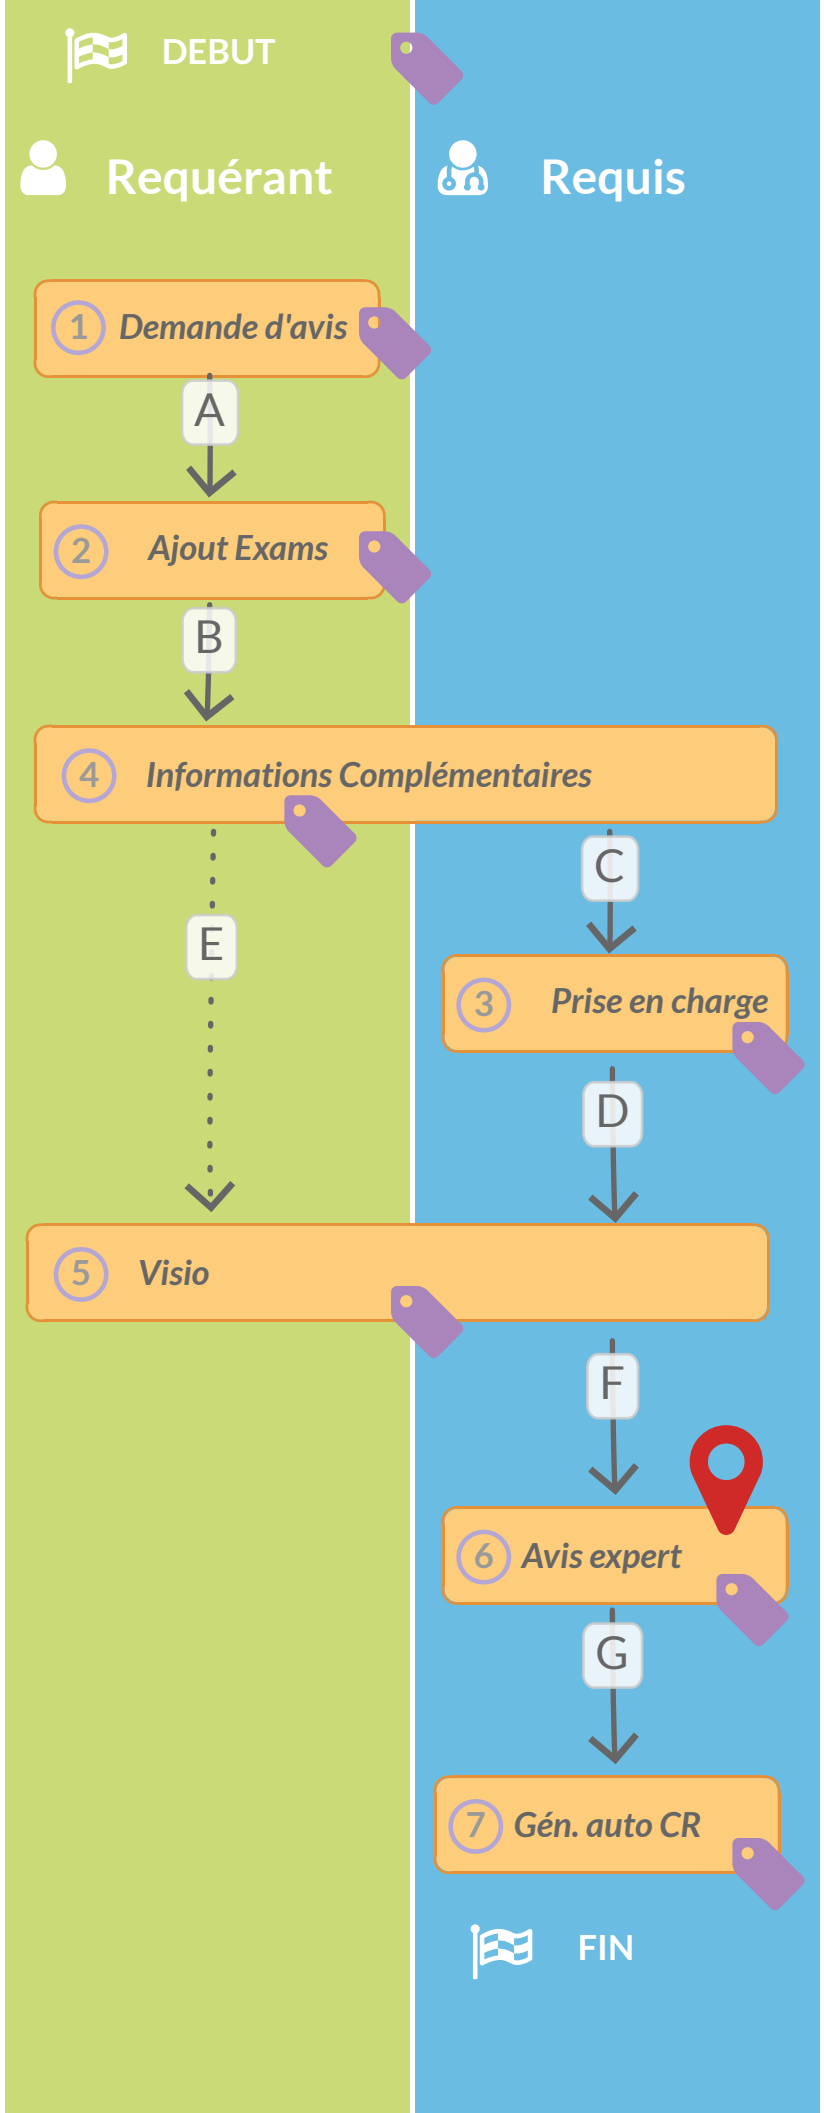 DEBUT
Requérant
Requis
1 Demande d'avis
A
2 Ajout Exams
B
4 Informations Complémentaires
C
E
3 Prise en charge
D
5 Visio
F
6 Avis expert
G
7 Gén. auto CR
FIN